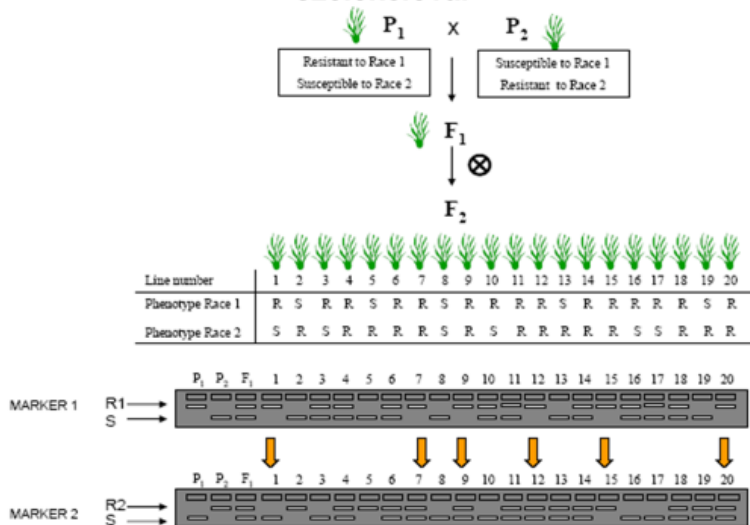 P1 x P2
Resistant to Race 1
Susceptible to Race 2
Susceptible to Race 1
Resistant to Race 2
F1
F2
Line number 1 2 3 4 5 6 7 8 9 10 11 12 13 14 15 16 17 18 19 20
Phenotype Race 1 R S R R S R R S R R R R S R R R R R S R
Phenotype Race 2 S R S R R R R S R S R R R R R S S R R R
P1 P2 F1 1 2 3 4 5 6 7 8 9 10 11 12 13 14 15 16 17 18 19 20
MARKER 1 R1
S
P1 P2 F1 1 2 3 4 5 6 7 8 9 10 11 12 13 14 15 16 17 18 19 20
R2
MARKER 2 S